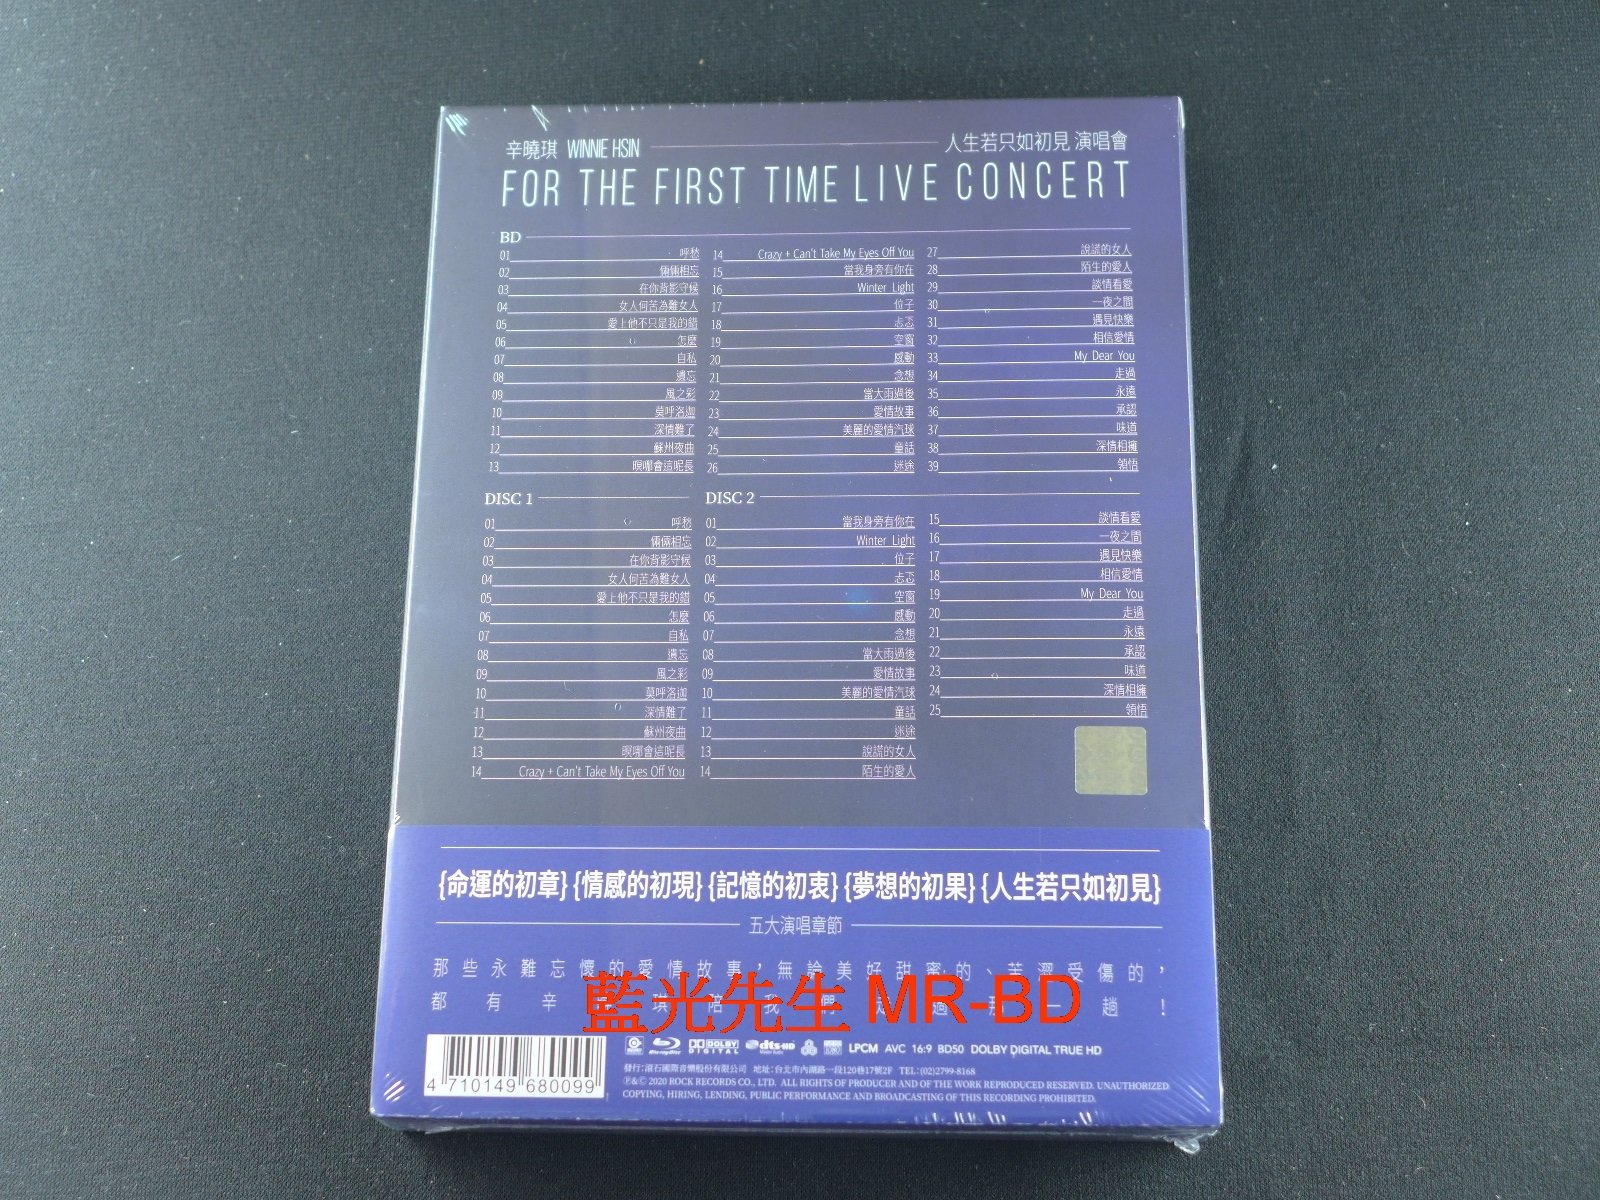 辛曉琪 WINNIE HSIN 人生若只如初見 演唱會
FOR THE FIRST TIME LIVE CONCERT
BD
01 呼愁
02 倆倆相忘
03 在你背影守候
04 女人何苦為難女人
05 愛上他不只是我的錯
06 怎麼
07 自私
08 遺忘
09 風之彩
10 莫呼洛迦
11 深情難了
12 蘇州夜曲
13 暝哪會這呢長
14 Crazy + Can't Take My Eyes Off You
15 當我身旁有你在
16 Winter Light
17 位子
18 忐忑
19 空窗
20 感動
21 念想
22 當大雨過後
23 愛情故事
24 美麗的愛情汽球
25 童話
26 迷途
27 說謊的女人
28 陌生的愛人
29 談情看愛
30 一夜之間
31 遇見快樂
32 相信愛情
33 My Dear You
34 走過
35 永遠
36 承認
37 味道
38 深情相擁
39 領悟
DISC 1
01 呼愁
02 倆倆相忘
03 在你背影守候
04 女人何苦為難女人
05 愛上他不只是我的錯
06 怎麼
07 自私
08 遺忘
09 風之彩
10 莫呼洛迦
11 深情難了
12 蘇州夜曲
13 暝哪會這呢長
14 Crazy + Can't Take My Eyes Off You
DISC 2
01 當我身旁有你在
02 Winter Light
03 位子
04 忐忑
05 空窗
06 感動
07 念想
08 當大雨過後
09 愛情故事
10 美麗的愛情汽球
11 童話
12 迷途
13 說謊的女人
14 陌生的愛人
15 談情看愛
16 一夜之間
17 遇見快樂
18 相信愛情
19 My Dear You
20 走過
21 永遠
22 承認
23 味道
24 深情相擁
25 領悟
{命運的初章}{情感的初現}{記憶的初衷}{夢想的初果}{人生若只如初見}
五大演唱章節
那些永難忘懷的愛情故事，無論美好甜蜜的、苦澀受傷的，
都有辛曉琪陪我們走過那一趟！
藍光先生 MR-BD
4 710149 680099
Blu-ray Disc DOLBY DIGITAL dts-HD Master Audio LPCM AVC 16:9 BD50 DOLBY DIGITAL TRUE HD
發行:滾石國際音樂股份有限公司 地址:台北市內湖路一段120巷17號2F TEL:(02)2799-8168
Ⓟ&© 2020 ROCK RECORDS CO., LTD. ALL RIGHTS OF PRODUCER AND OF THE WORK REPRODUCED RESERVED. UNAUTHORIZED
COPYING, HIRING, LENDING, PUBLIC PERFORMANCE AND BROADCASTING OF THIS RECORDING PROHIBITED.